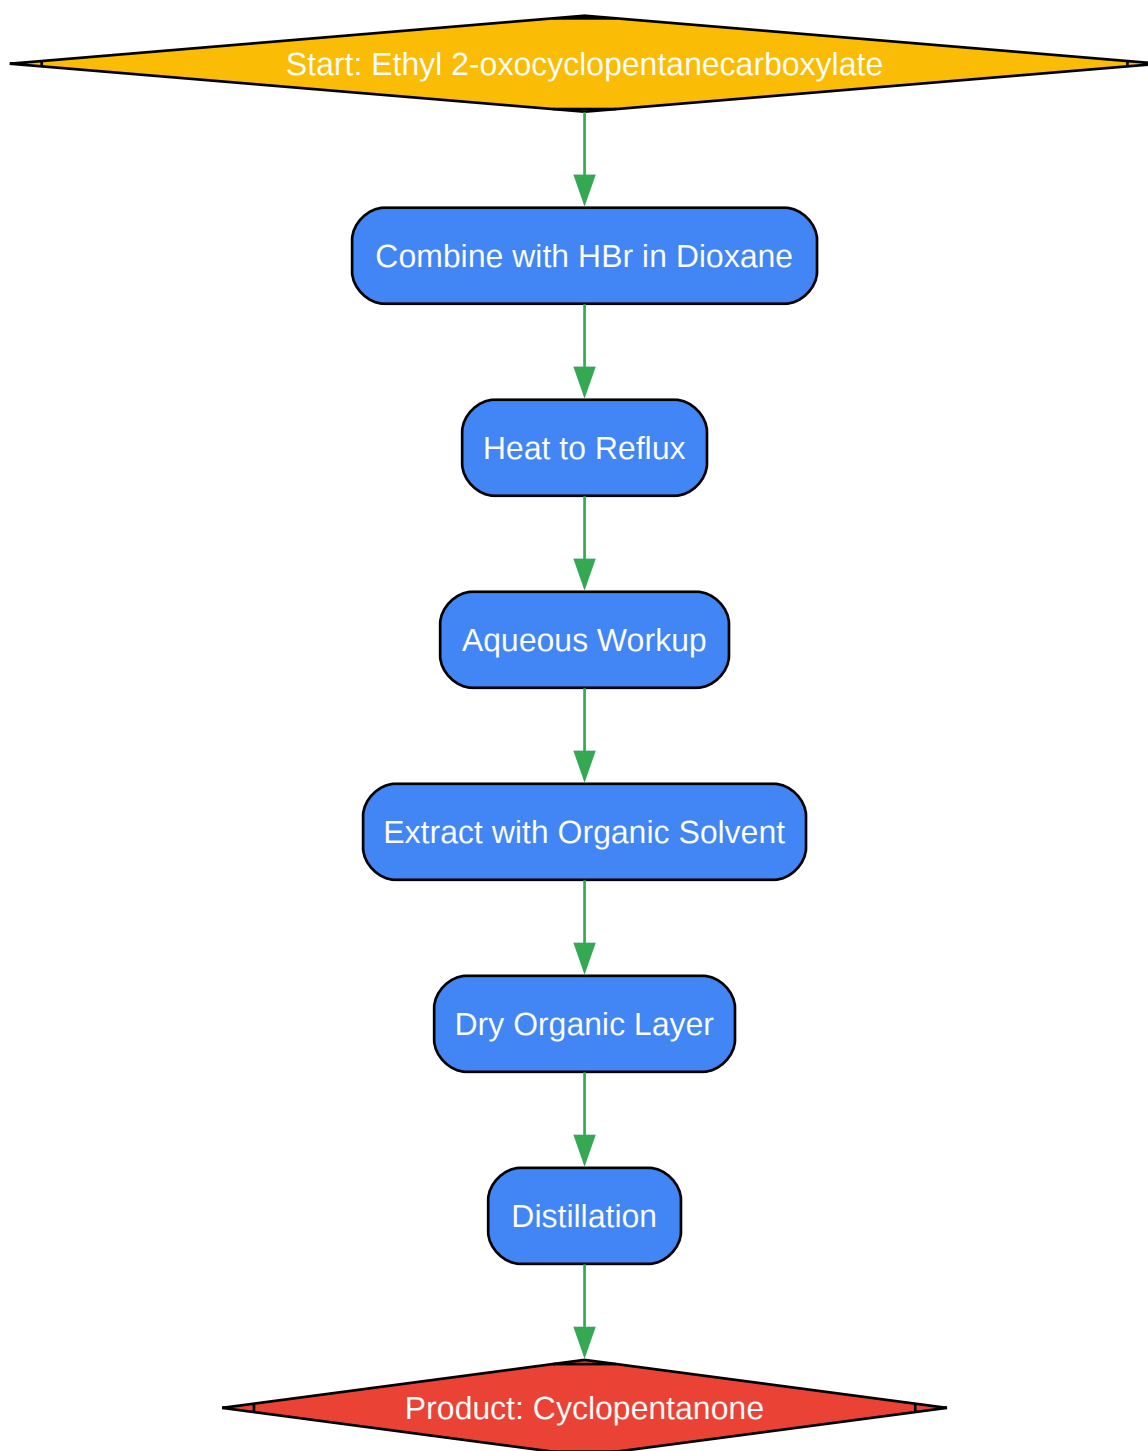 Start: Ethyl 2-oxocyclopentanecarboxylate
Combine with HBr in Dioxane
Heat to Reflux
Aqueous Workup
Extract with Organic Solvent
Dry Organic Layer
Distillation
Product: Cyclopentanone